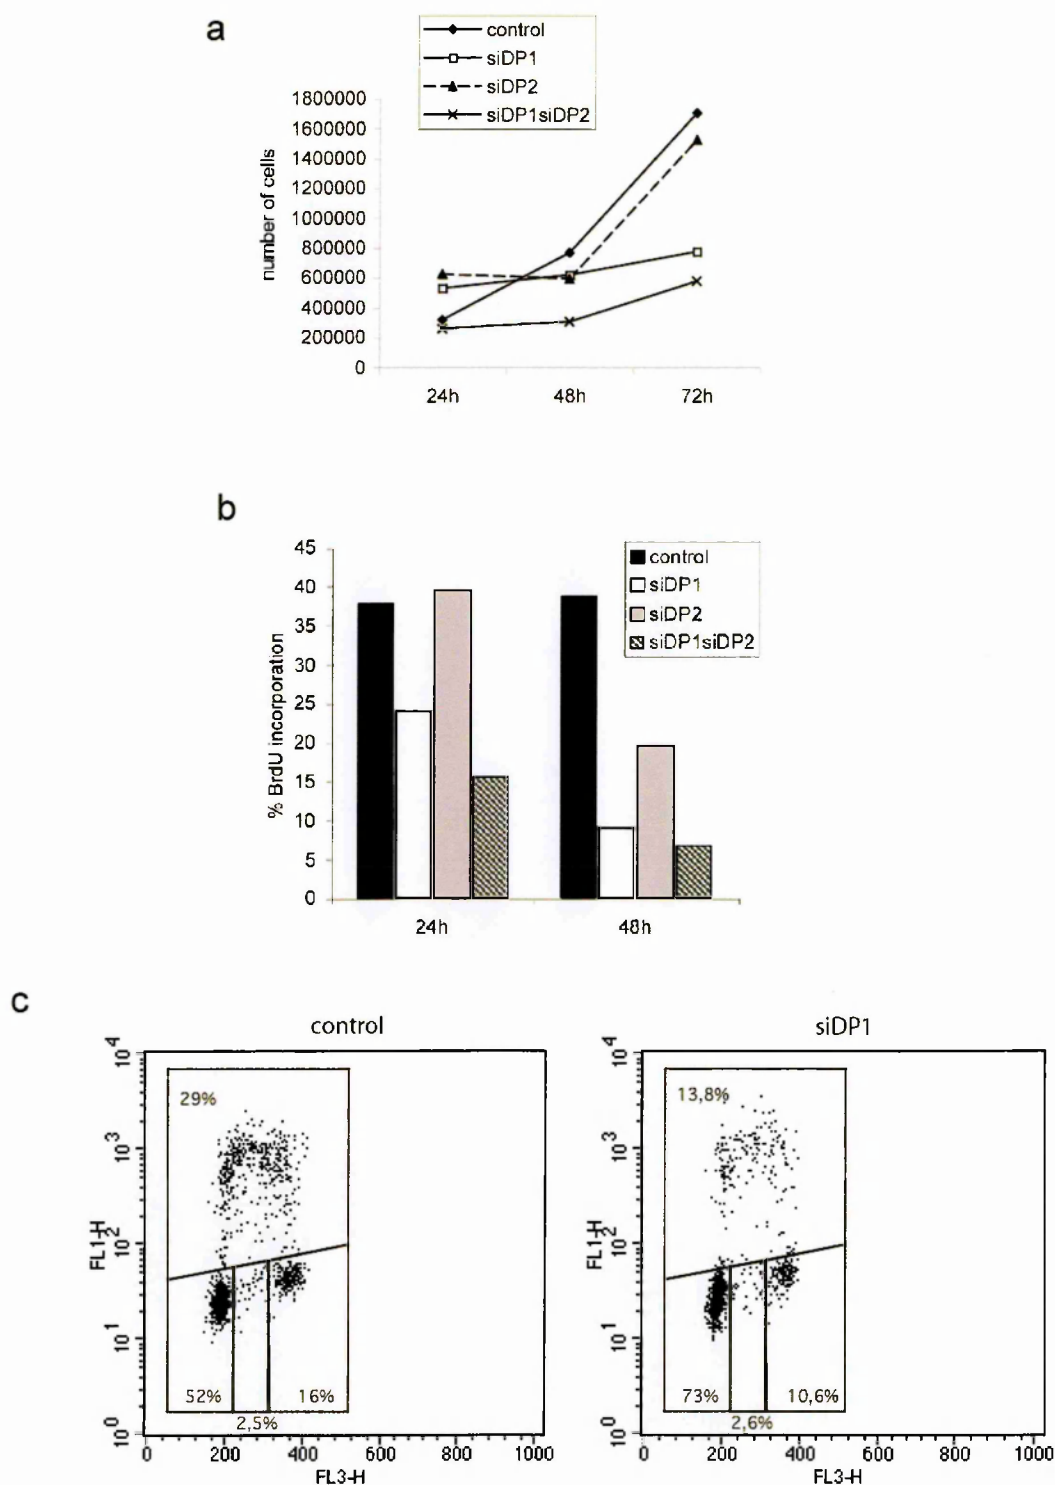 a
control
siDP1
siDP2
siDP1siDP2
number of cells
1800000
1600000
1400000
1200000
1000000
800000
600000
400000
200000
0
24h 48h 72h
b
% BrdU incorporation
45
40
35
30
25
20
15
10
5
0
control
siDP1
siDP2
siDP1siDP2
24h 48h
c
control
FL1-H
10^4
10^3
10^2
10^1
10^0
29%
52% 16%
2,5%
0 200 400 600 800 1000
FL3-H
siDP1
FL1-H
10^4
10^3
10^2
10^1
10^0
13,8%
73% 10,6%
2,6%
0 200 400 600 800 1000
FL3-H